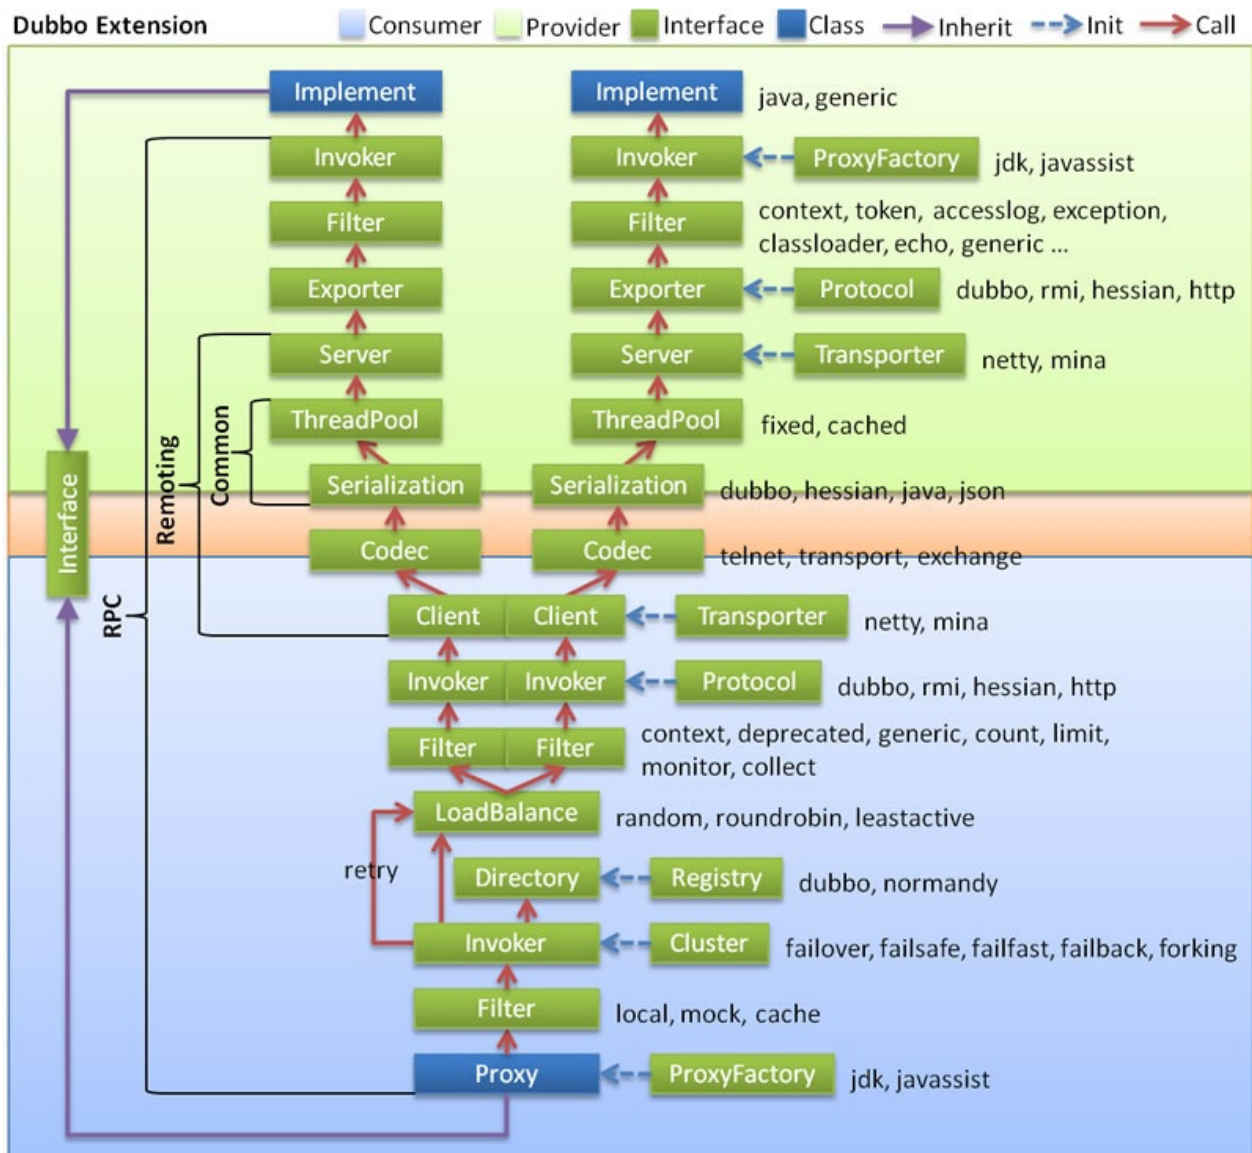 Dubbo Extension
Consumer
Provider
Interface
Class
Inherit
Init
Call
Implement
Implement
java, generic
Invoker
Invoker
ProxyFactory
jdk, javassist
Filter
Filter
context, token, accesslog, exception,
classloader, echo, generic ...
Exporter
Exporter
Protocol
dubbo, rmi, hessian, http
Server
Server
Transporter
netty, mina
ThreadPool
ThreadPool
fixed, cached
Common
Remoting
RPC
Interface
Serialization
Serialization
dubbo, hessian, java, json
Codec
Codec
telnet, transport, exchange
Client
Client
Transporter
netty, mina
Invoker
Invoker
Protocol
dubbo, rmi, hessian, http
Filter
Filter
context, deprecated, generic, count, limit,
monitor, collect
LoadBalance
random, roundrobin, leastactive
retry
Directory
Registry
dubbo, normandy
Invoker
Cluster
failover, failsafe, failfast, failback, forking
Filter
local, mock, cache
Proxy
ProxyFactory
jdk, javassist